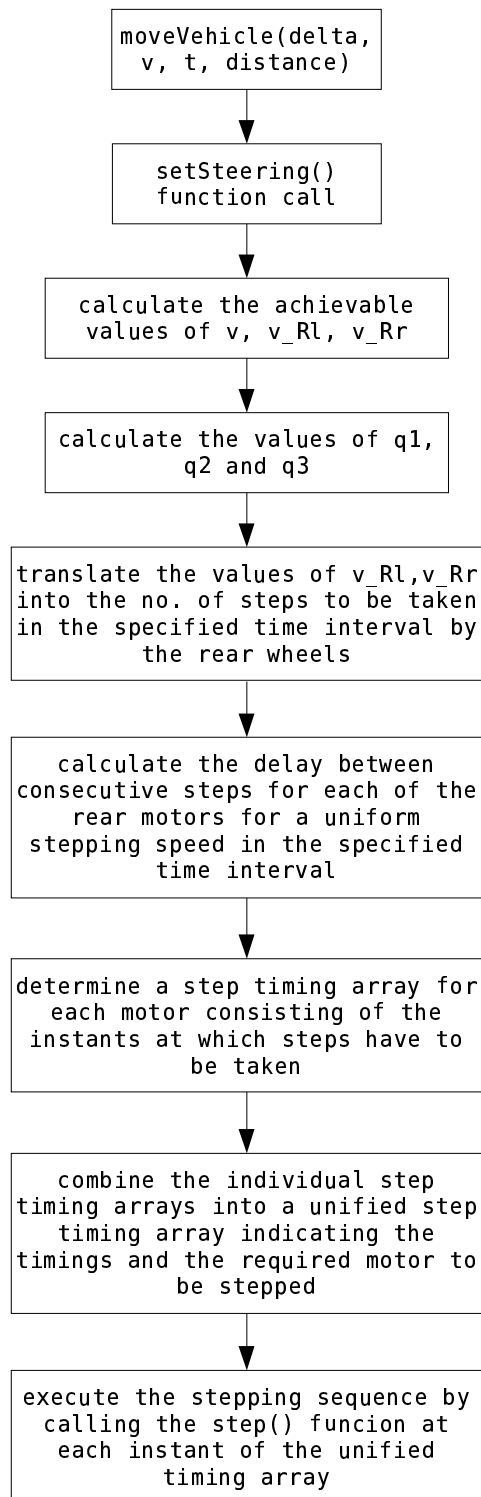 moveVehicle(delta,
v, t, distance)
setSteering()
function call
calculate the achievable
values of v, v_Rl, v_Rr
calculate the values of q1,
q2 and q3
translate the values of v_Rl,v_Rr
into the no. of steps to be taken
in the specified time interval by
the rear wheels
calculate the delay between
consecutive steps for each of the
rear motors for a uniform
stepping speed in the specified
time interval
determine a step timing array for
each motor consisting of the
instants at which steps have to
be taken
combine the individual step
timing arrays into a unified step
timing array indicating the
timings and the required motor to
be stepped
execute the stepping sequence by
calling the step() funcion at
each instant of the unified
timing array